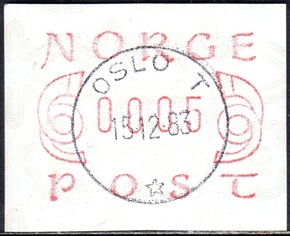 NORGE
OSLO T
0005
15.12.83
POST